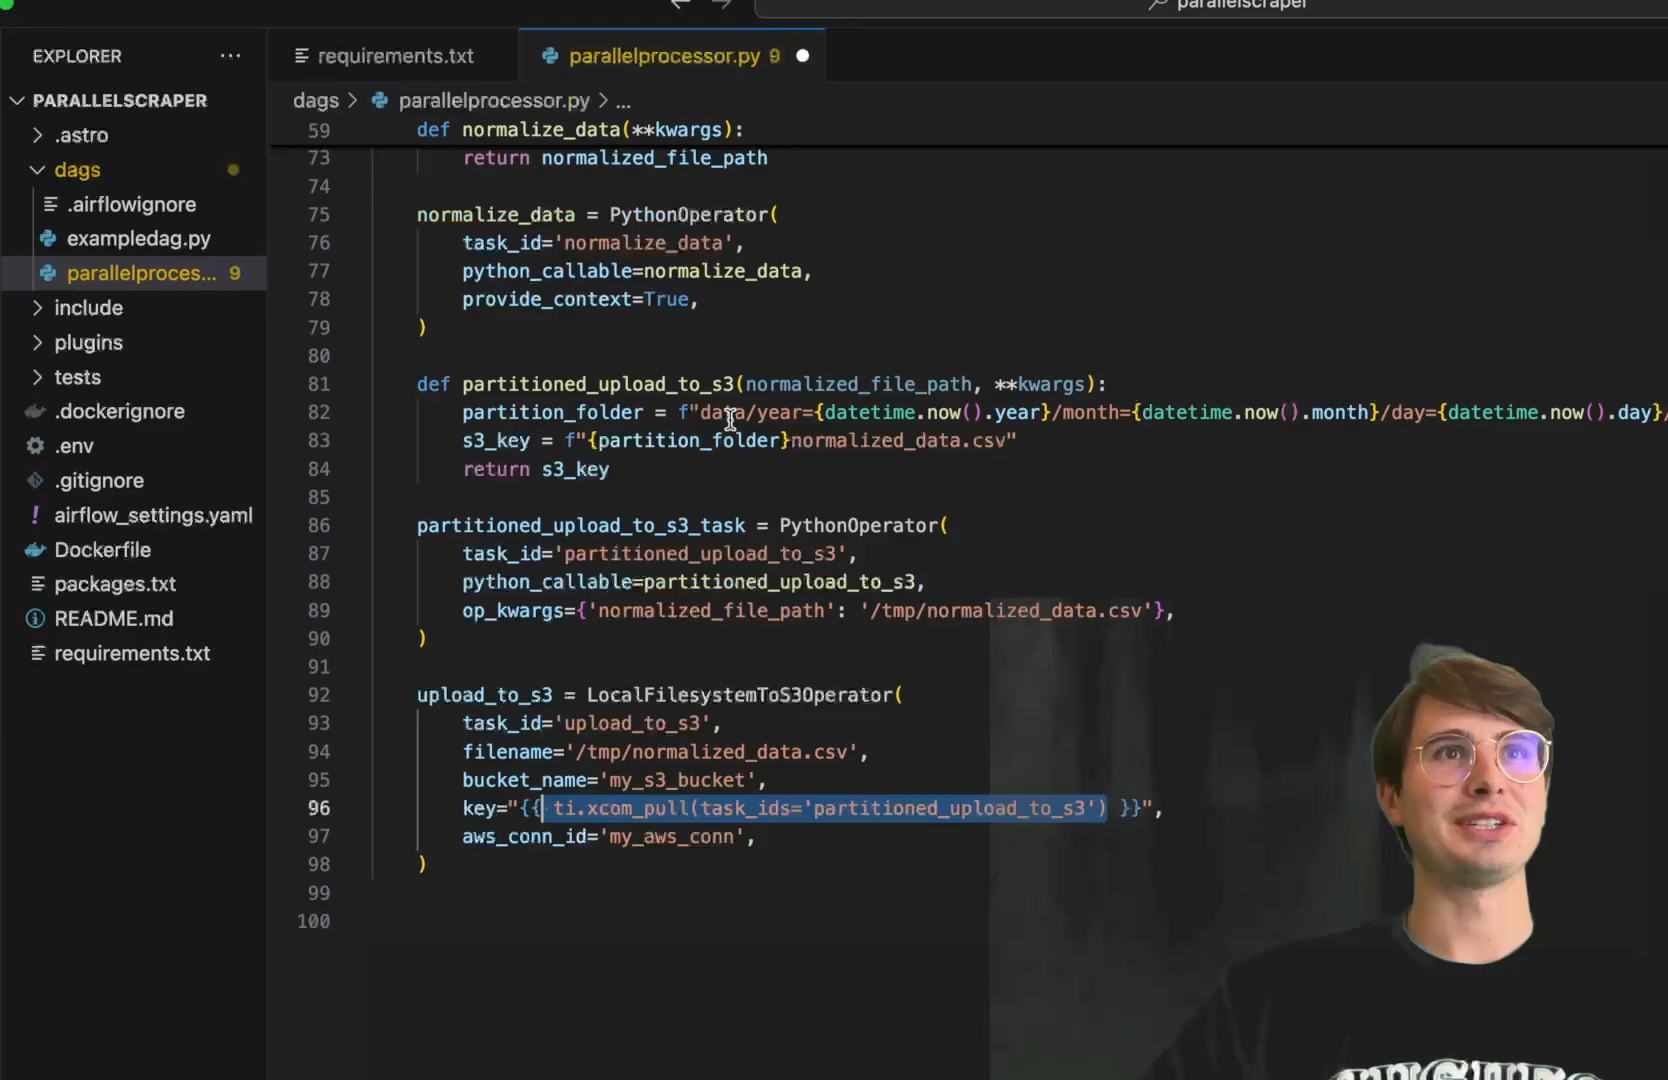 parallelscraper
EXPLORER
requirements.txt
parallelprocessor.py 9
PARALLELSCRAPER
dags > parallelprocessor.py > ...
.astro
dags
.airflowignore
exampledag.py
parallelproces... 9
include
plugins
tests
.dockerignore
.env
.gitignore
airflow_settings.yaml
Dockerfile
packages.txt
README.md
requirements.txt
59 def normalize_data(**kwargs):
73 return normalized_file_path
74
75 normalize_data = PythonOperator(
76 task_id='normalize_data',
77 python_callable=normalize_data,
78 provide_context=True,
79 )
80
81 def partitioned_upload_to_s3(normalized_file_path, **kwargs):
82 partition_folder = f"data/year={datetime.now().year}/month={datetime.now().month}/day={datetime.now().day}/
83 s3_key = f"{partition_folder}normalized_data.csv"
84 return s3_key
85
86 partitioned_upload_to_s3_task = PythonOperator(
87 task_id='partitioned_upload_to_s3',
88 python_callable=partitioned_upload_to_s3,
89 op_kwargs={'normalized_file_path': '/tmp/normalized_data.csv'},
90 )
91
92 upload_to_s3 = LocalFilesystemToS3Operator(
93 task_id='upload_to_s3',
94 filename='/tmp/normalized_data.csv',
95 bucket_name='my_s3_bucket',
96 key="{{ ti.xcom_pull(task_ids='partitioned_upload_to_s3') }}",
97 aws_conn_id='my_aws_conn',
98 )
99
100